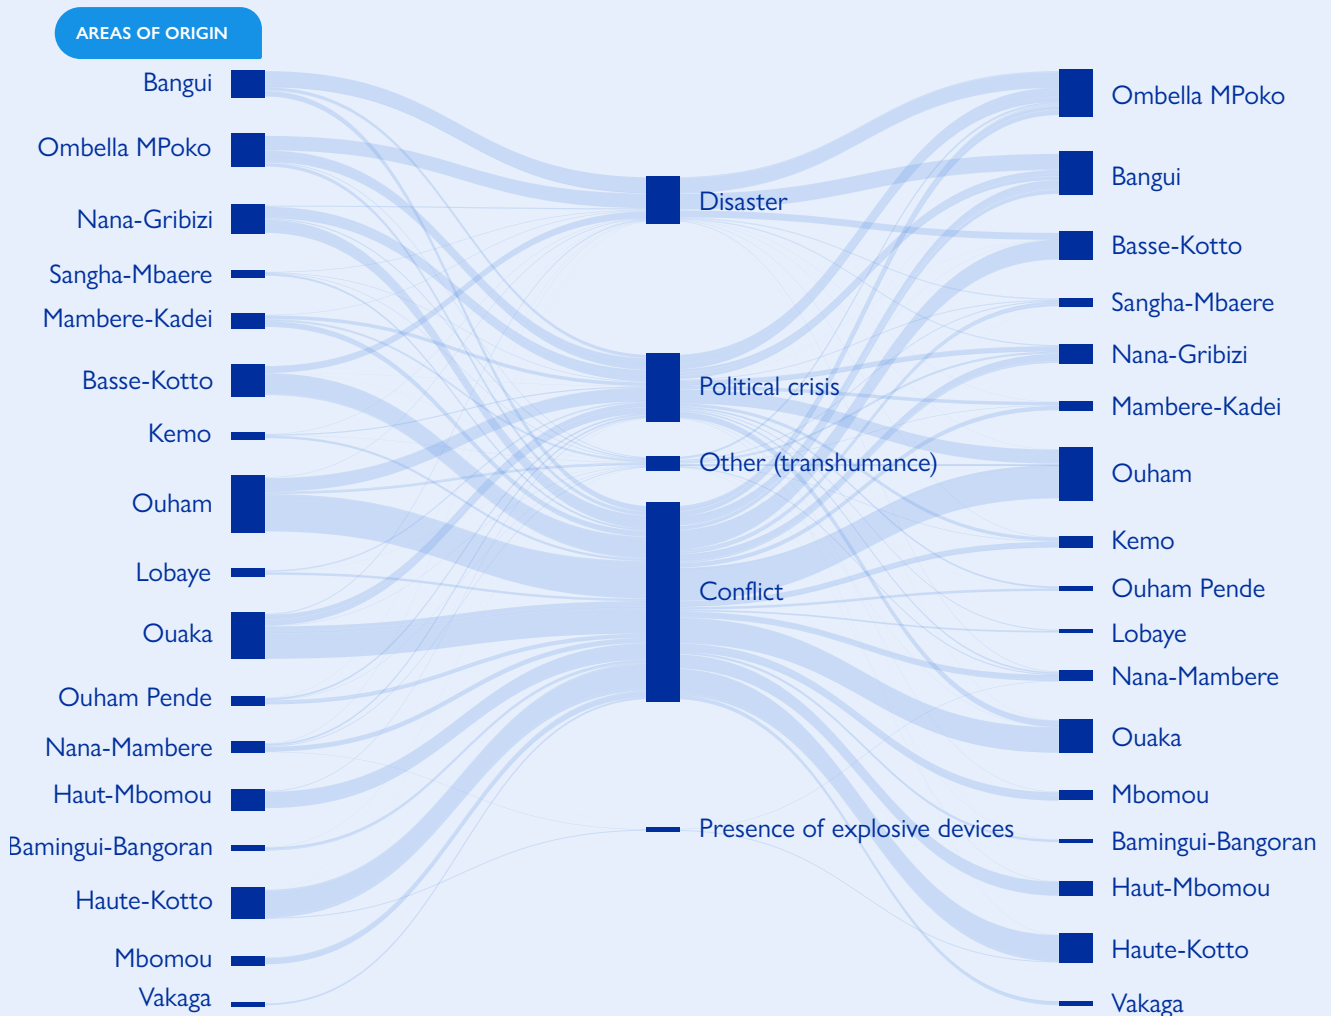 AREAS OF ORIGIN
Bangui
Ombella MPoko
Nana-Gribizi
Sangha-Mbaere
Mambere-Kadei
Basse-Kotto
Kemo
Ouham
Lobaye
Ouaka
Ouham Pende
Nana-Mambere
Haut-Mbomou
Bamingui-Bangoran
Haute-Kotto
Mbomou
Vakaga
Disaster
Political crisis
Other (transhumance)
Conflict
Presence of explosive devices
Ombella MPoko
Bangui
Basse-Kotto
Sangha-Mbaere
Nana-Gribizi
Mambere-Kadei
Ouham
Kemo
Ouham Pende
Lobaye
Nana-Mambere
Ouaka
Mbomou
Bamingui-Bangoran
Haut-Mbomou
Haute-Kotto
Vakaga